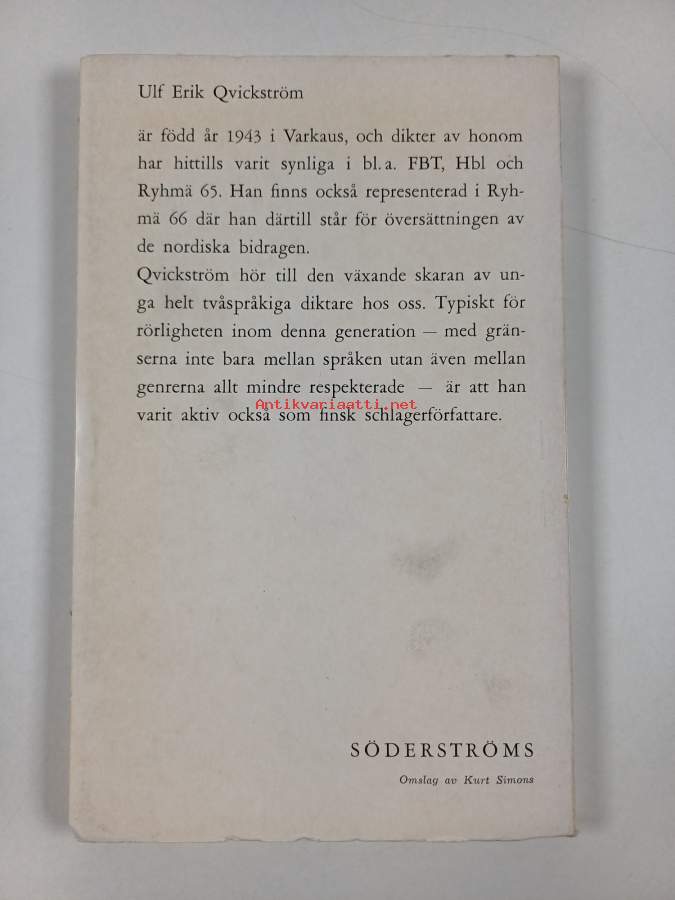 Ulf Erik Qvickström
är född år 1943 i Varkaus, och dikter av honom
har hittills varit synliga i bl.a. FBT, Hbl och
Ryhmä 65. Han finns också representerad i Ryh-
mä 66 där han därtill står för översättningen av
de nordiska bidragen.
Qvickström hör till den växande skaran av un-
ga helt tvåspråkiga diktare hos oss. Typiskt för
rörligheten inom denna generation — med grän-
serna inte bara mellan språken utan även mellan
genrerna allt mindre respekterade — är att han
Antikvariaatti.net
varit aktiv också som finsk schlagerförfattare.
SÖDERSTRÖMS
Omslag av Kurt Simons